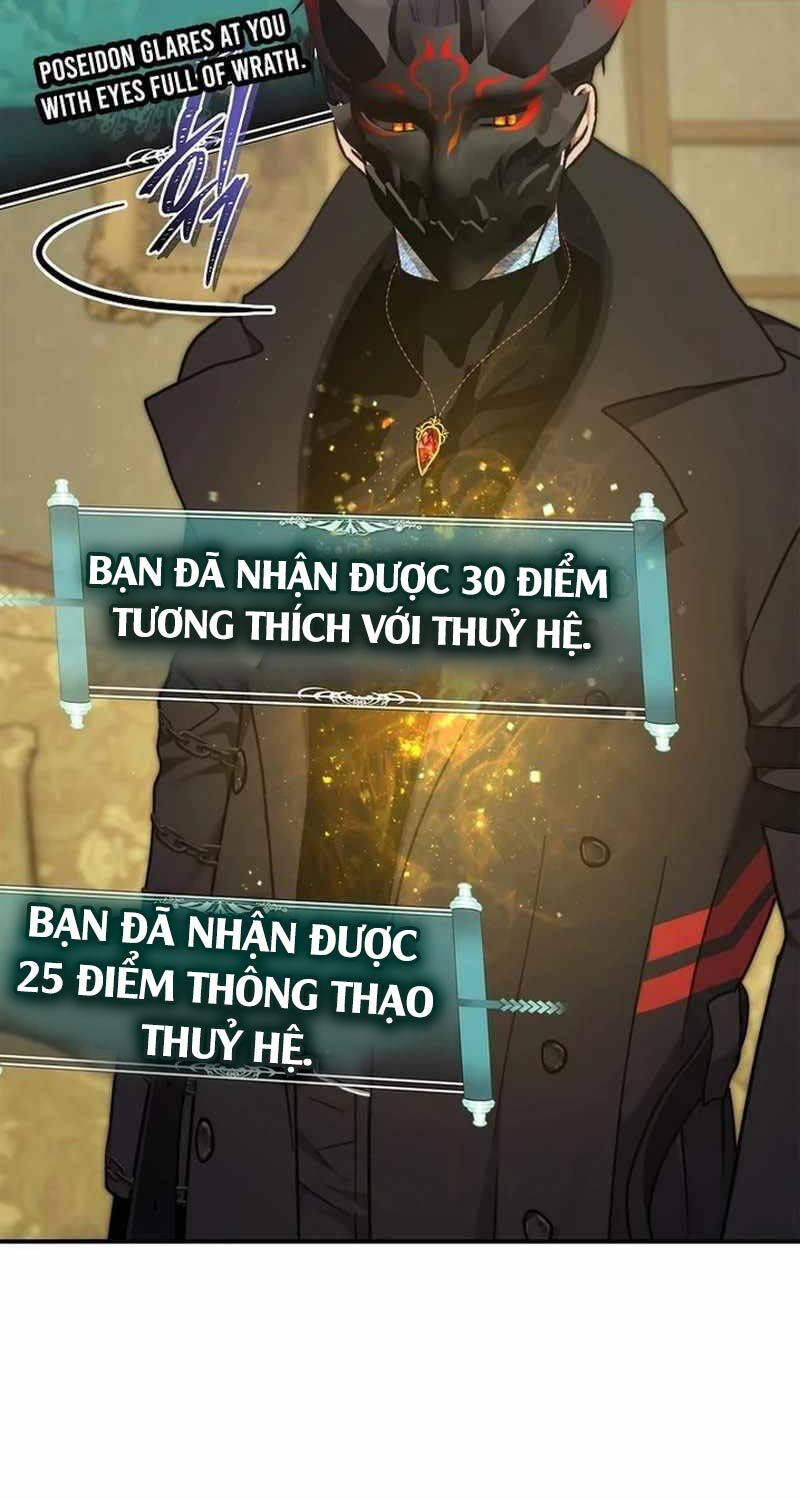 POSEIDON GLARES AT YOU
WITH EYES FULL OF WRATH.
획
BẠN ĐÃ NHẬN ĐƯỢC 30 ĐIỂM
TƯƠNG THÍCH VỚI THUỶ HỆ.
BẠN ĐÃ NHẬN ĐƯỢC
25 ĐIỂM THÔNG THẠO
THUỶ HỆ.